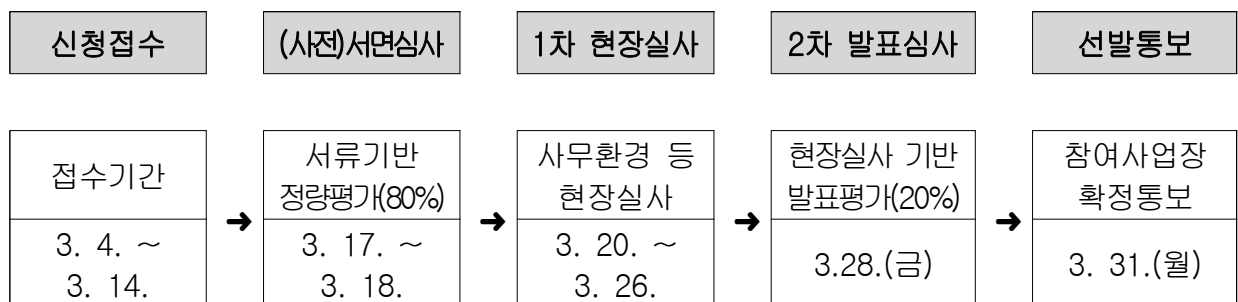 신청접수
(사전)서면심사
1차 현장실사
2차 발표심사
선발통보
접수기간
서류기반
정량평가(80%)
사무환경 등
현장실사
현장실사 기반
발표평가(20%)
참여사업장
확정통보
➜
➜
➜
➜
3. 4. ~
3. 14.
3. 17. ~
3. 18.
3. 20. ~
3. 26.
3.28.(금)
3. 31.(월)